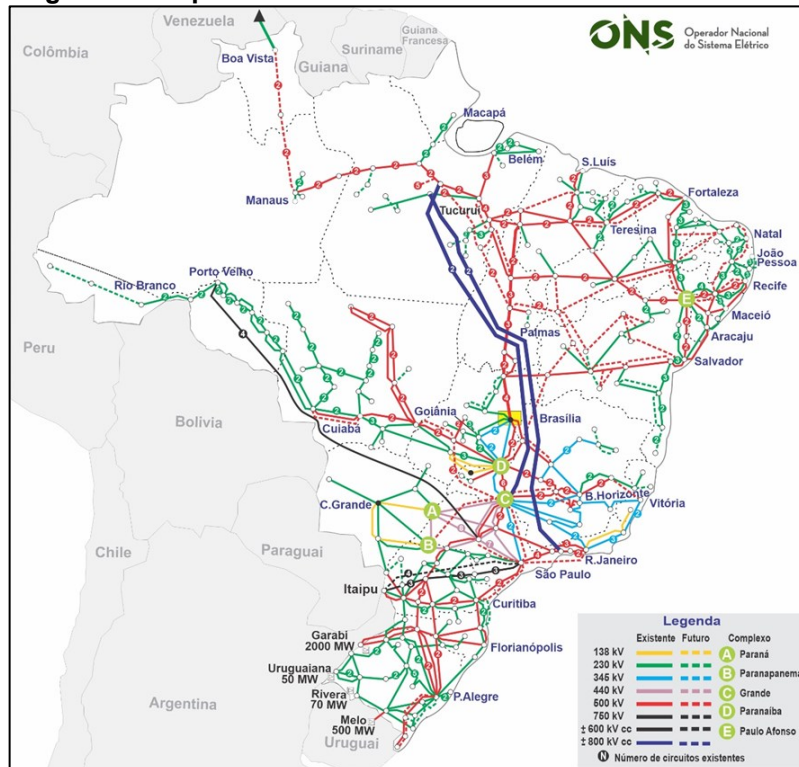 ONS Operador Nacional
do Sistema Elétrico
Venezuela
Colômbia
Guiana
Suriname
Guiana
Francesa
Boa Vista
Macapá
Belém
S.Luís
Fortaleza
Manaus
Tucuruí
Teresina
Natal
João
Pessoa
Recife
Maceió
Aracaju
Salvador
E
Porto Velho
Rio Branco
Palmas
Peru
Bolívia
Cuiabá
Goiânia
Brasília
D
C
B.Horizonte
Vitória
C.Grande
A
B
Chile
Paraguai
R.Janeiro
São Paulo
Itaipu
Curitiba
Garabi
2000 MW
Florianópolis
Uruguaiana
50 MW
Rivera
70 MW
P.Alegre
Melo
500 MW
Argentina
Uruguai
Legenda
Existente Futuro Complexo
138 kV A Paraná
230 kV B Paranapanema
345 kV C Grande
440 kV D Paranaíba
500 kV E Paulo Afonso
750 kV
± 600 kV cc
± 800 kV cc
N Número de circuitos existentes